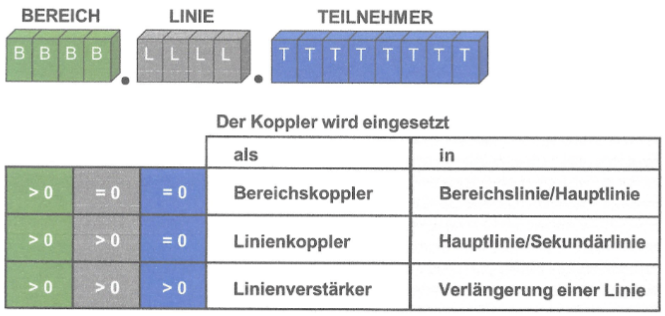 BEREICH LINIE TEILNEHMER
B B B B . L L L L . T T T T T T T T
Der Koppler wird eingesetzt
als in
> 0 = 0 = 0 Bereichskoppler Bereichslinie/Hauptlinie
> 0 > 0 = 0 Linienkoppler Hauptlinie/Sekundärlinie
> 0 > 0 > 0 Linienverstärker Verlängerung einer Linie